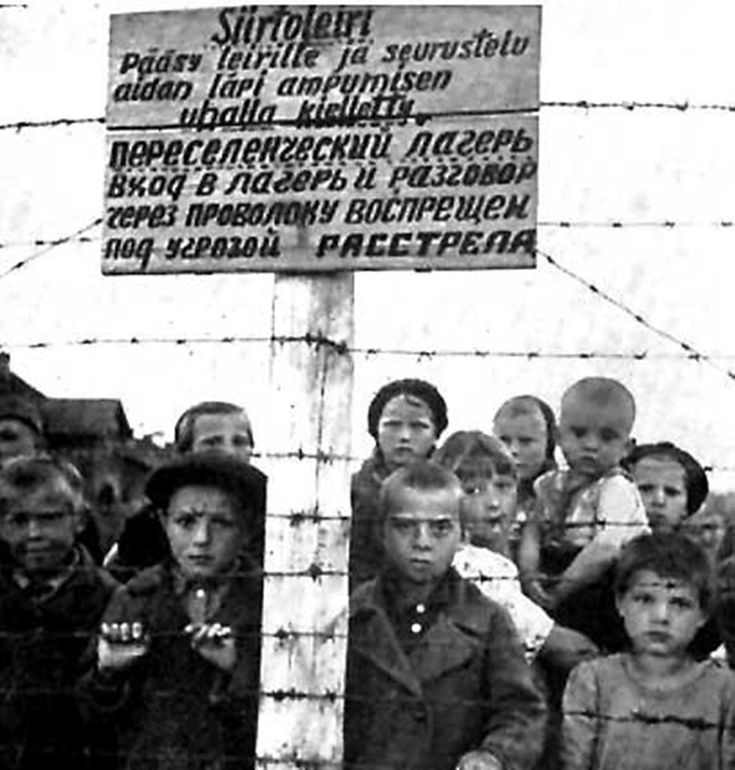 Siirtoleiri
Pääsy leirille ja seurustelu
aidan läpi ampumisen
uhalla kielletty.
ПЕРЕСЕЛЕНЧЕСКИЙ ЛАГЕРЬ
ВХОД В ЛАГЕРЬ И РАЗГОВОР
ЧЕРЕЗ ПРОВОЛОКУ ВОСПРЕЩЕН
ПОД УГРОЗОЙ РАССТРЕЛА